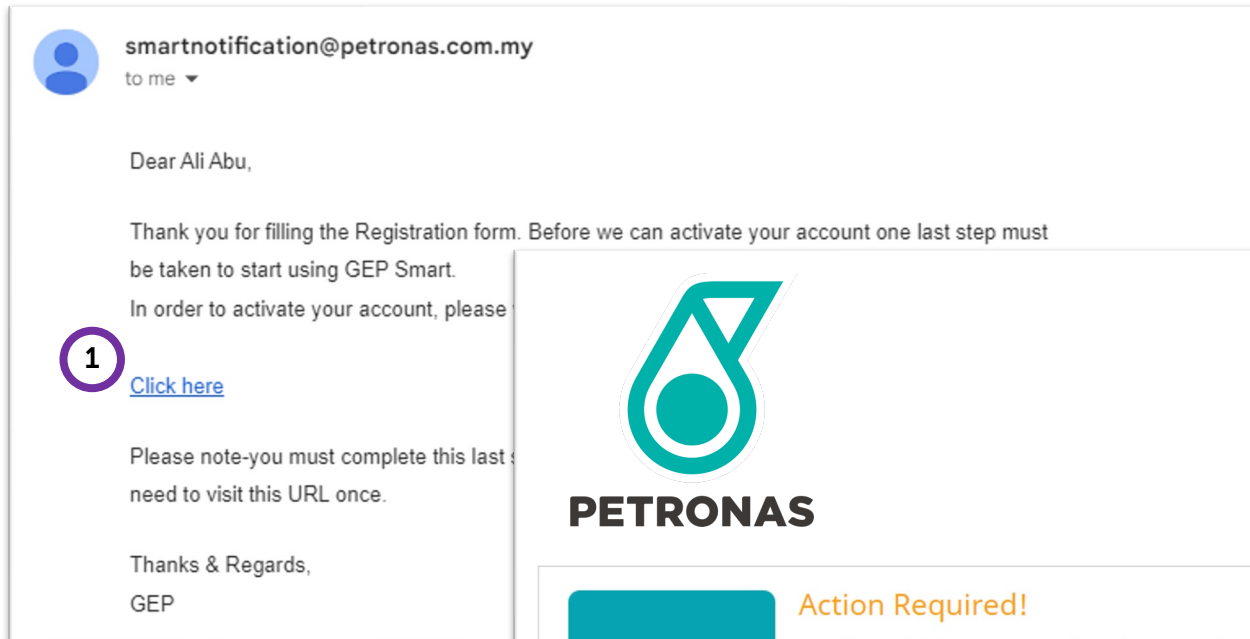 smartnotification@petronas.com.my
to me
Dear Ali Abu,
Thank you for filling the Registration form. Before we can activate your account one last step must
be taken to start using GEP Smart.
In order to activate your account, please
1
Click here
Please note-you must complete this last
need to visit this URL once.
Thanks & Regards,
GEP
PETRONAS
Action Required!